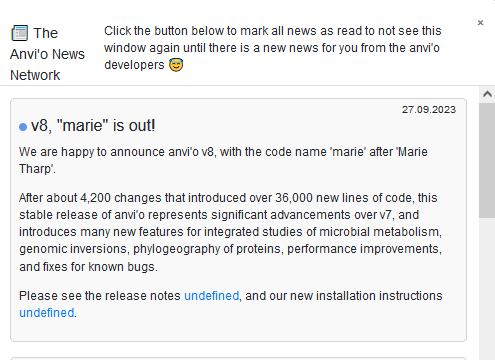 The
Anvi'o News
Network
Click the button below to mark all news as read to not see this
window again until there is a new news for you from the anvi'o
developers 😇
×
27.09.2023
v8, "marie" is out!
We are happy to announce anvi'o v8, with the code name 'marie' after 'Marie
Tharp'.
After about 4,200 changes that introduced over 36,000 new lines of code, this
stable release of anvi'o represents significant advancements over v7, and
introduces many new features for integrated studies of microbial metabolism,
genomic inversions, phylogeography of proteins, performance improvements,
and fixes for known bugs.
Please see the release notes undefined, and our new installation instructions
undefined.